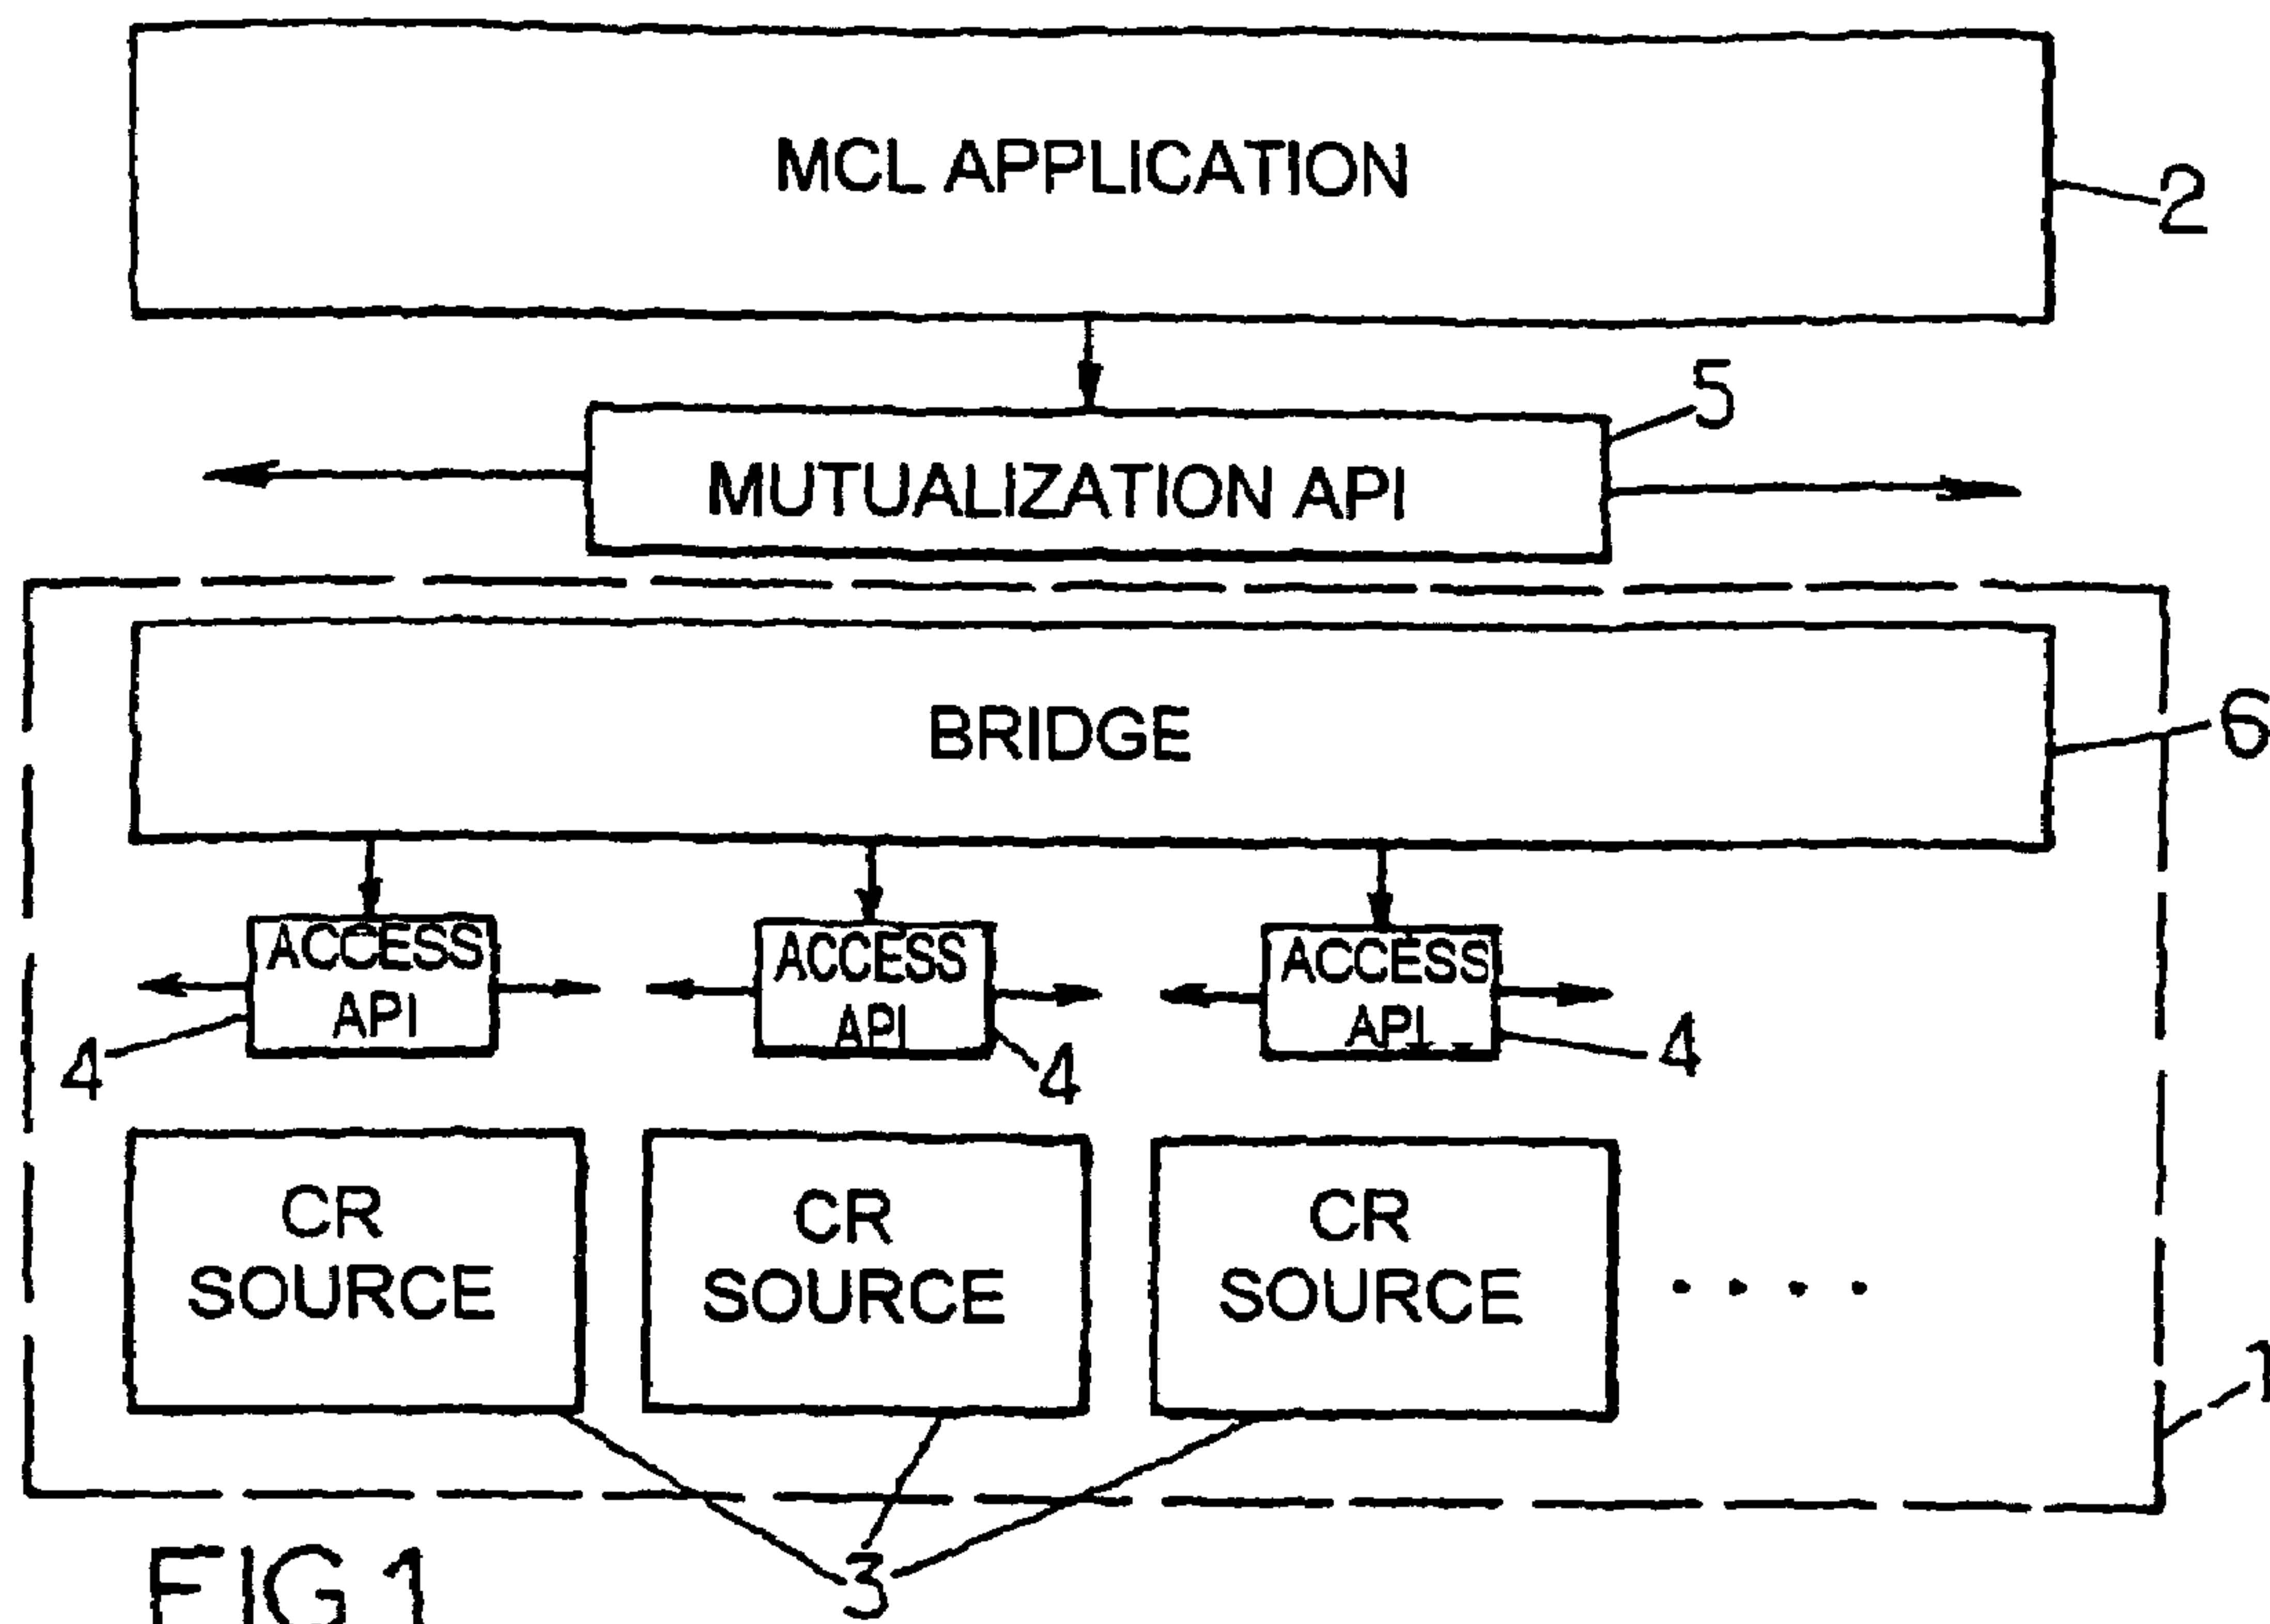 MCL APPLICATION
2
5
MUTUALIZATION API
BRIDGE
6
ACCESS
API
ACCESS
API
ACCESS
API
4
4
4
CR
SOURCE
CR
SOURCE
CR
SOURCE
. . . .
1
3
FIG 1